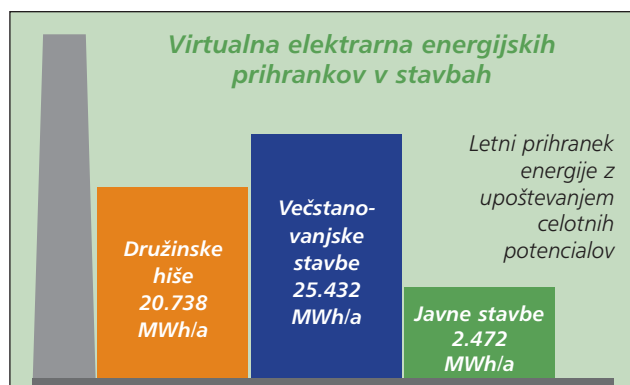 Virtualna elektrarna energijskih
prihrankov v stavbah
Letni prihranek
energije z
upoštevanjem
celotnih
potencialov
Družinske
hiše
20.738
MWh/a
Večstano-
vanjske
stavbe
25.432
MWh/a
Javne stavbe
2.472
MWh/a